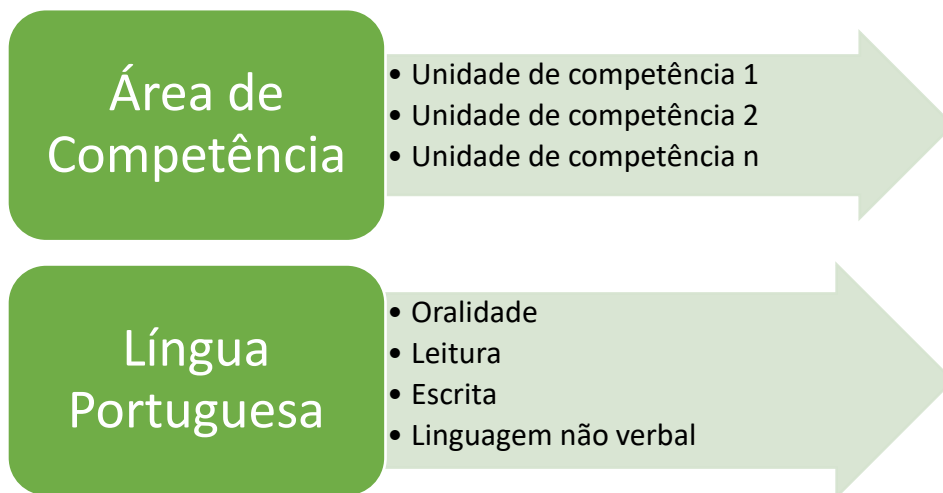 Área de
Competência
• Unidade de competência 1
• Unidade de competência 2
• Unidade de competência n
Língua
Portuguesa
• Oralidade
• Leitura
• Escrita
• Linguagem não verbal